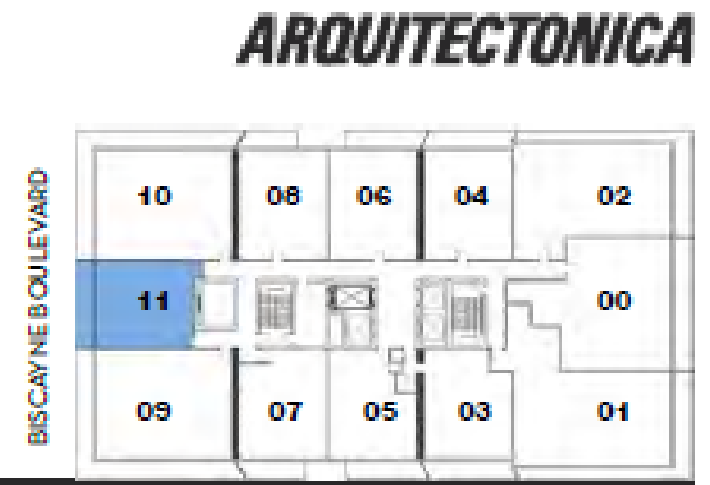 ARQUITECTONICA
BISCAYNE BOULEVARD
10 08 06 04 02
11 00
09 07 05 03 01